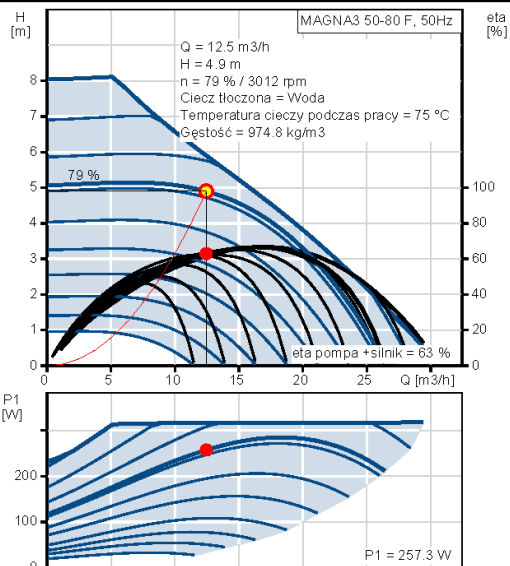 H
[m]
MAGNA3 50-80 F, 50Hz
eta
[%]
Q = 12.5 m3/h
H = 4.9 m
n = 79 % / 3012 rpm
Ciecz tłoczona = Woda
Temperatura cieczy podczas pracy = 75 °C
Gęstość = 974.8 kg/m3
8
7
6
79 %
5
100
4
80
3
60
2
40
1
20
eta pompa +silnik = 63 %
0
0
0
5
10
15
20
25
Q [m3/h]
P1
[W]
200
100
P1 = 257.3 W
0